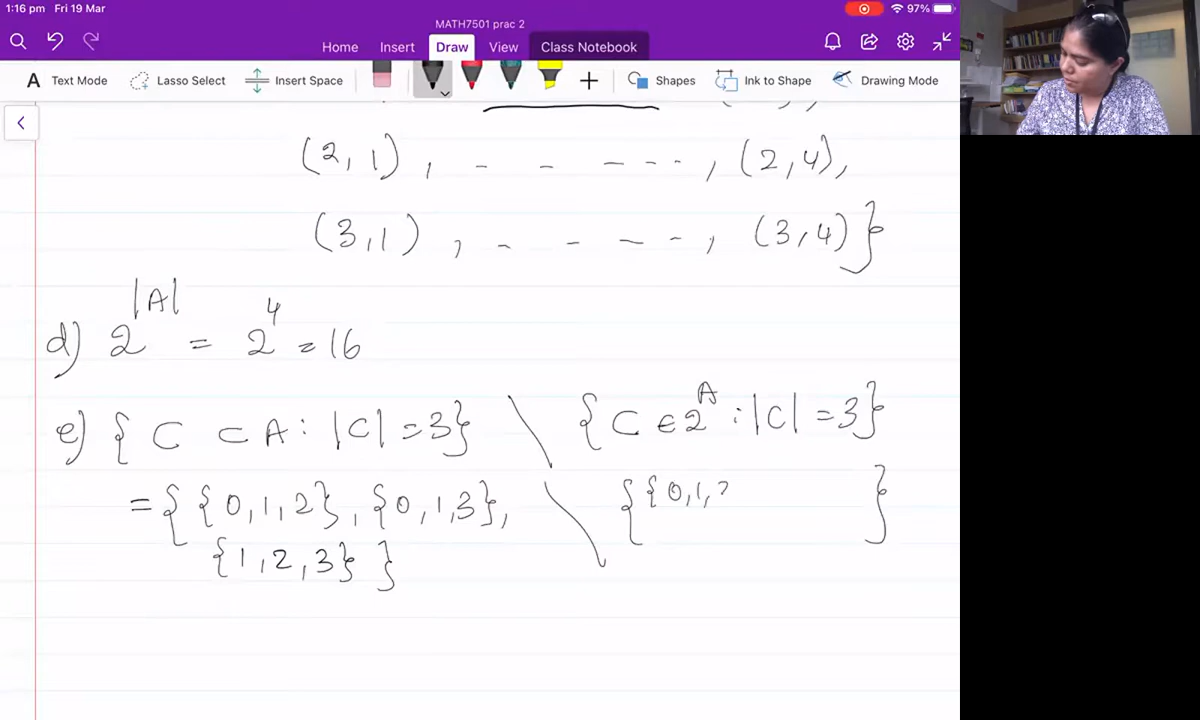 1:16 pm Fri 19 Mar
97%
MATH7501 prac 2
Home Insert Draw View Class Notebook
A Text Mode Lasso Select Insert Space Shapes Ink to Shape Drawing Mode
(2,1), - - - - - -, (2,4),
(3,1), - - - - -, (3,4)}
d) 2^|A| = 2^4 = 16
e) {C ⊂ A : |C| = 3} \ {C ∈ 2^A : |C| = 3}
= {{0,1,2}, {0,1,3}, \ {{0,1, }
{1,2,3}}